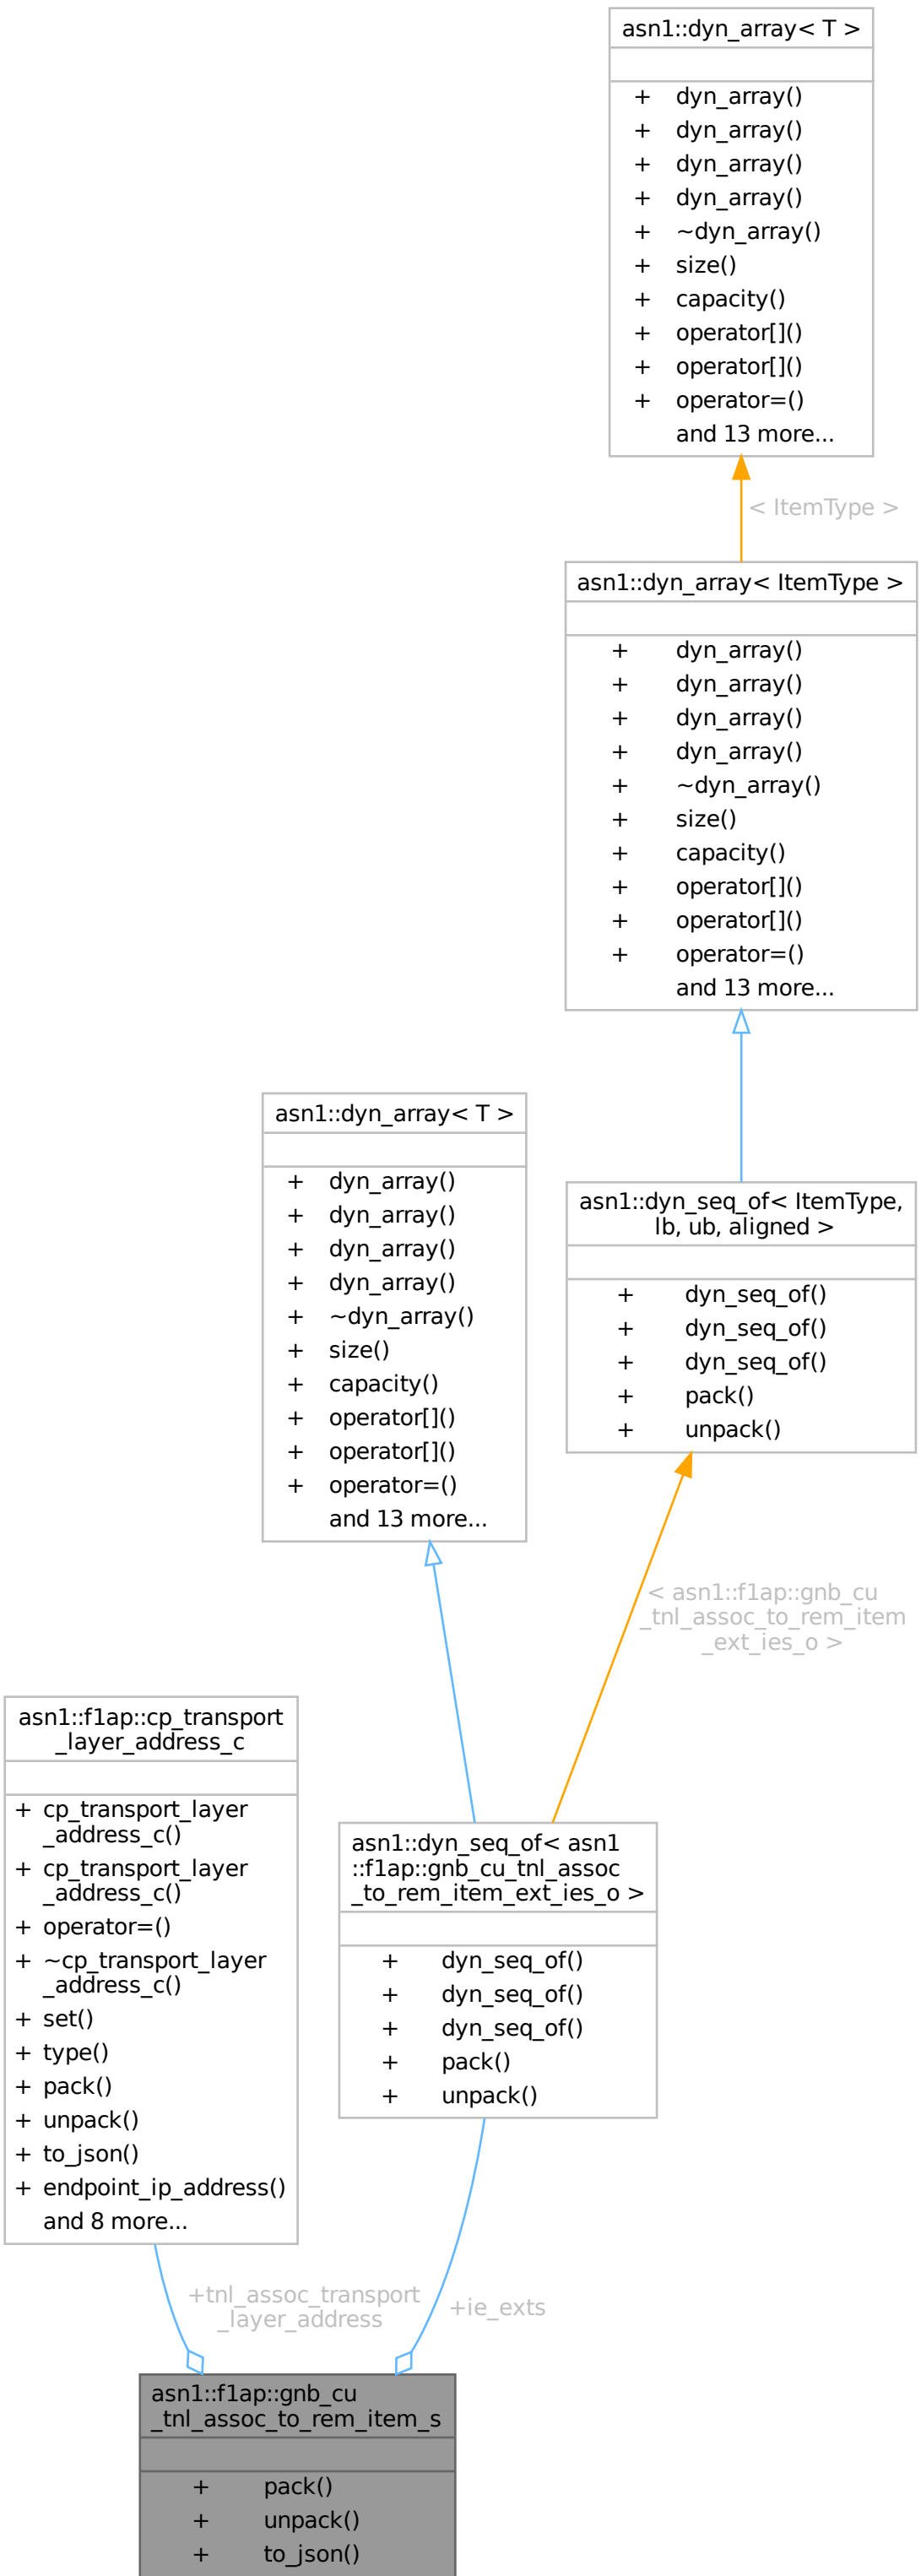 asn1::dyn_array< T >
+ dyn_array()
+ dyn_array()
+ dyn_array()
+ dyn_array()
+ ~dyn_array()
+ size()
+ capacity()
+ operator[]()
+ operator[]()
+ operator=()
and 13 more...
< ItemType >
asn1::dyn_array< ItemType >
+ dyn_array()
+ dyn_array()
+ dyn_array()
+ dyn_array()
+ ~dyn_array()
+ size()
+ capacity()
+ operator[]()
+ operator[]()
+ operator=()
and 13 more...
asn1::dyn_array< T >
+ dyn_array()
+ dyn_array()
+ dyn_array()
+ dyn_array()
+ ~dyn_array()
+ size()
+ capacity()
+ operator[]()
+ operator[]()
+ operator=()
and 13 more...
asn1::dyn_seq_of< ItemType,
lb, ub, aligned >
+ dyn_seq_of()
+ dyn_seq_of()
+ dyn_seq_of()
+ pack()
+ unpack()
< asn1::f1ap::gnb_cu
_tnl_assoc_to_rem_item
_ext_ies_o >
asn1::f1ap::cp_transport
_layer_address_c
+ cp_transport_layer
_address_c()
+ cp_transport_layer
_address_c()
+ operator=()
+ ~cp_transport_layer
_address_c()
+ set()
+ type()
+ pack()
+ unpack()
+ to_json()
+ endpoint_ip_address()
and 8 more...
asn1::dyn_seq_of< asn1
::f1ap::gnb_cu_tnl_assoc
_to_rem_item_ext_ies_o >
+ dyn_seq_of()
+ dyn_seq_of()
+ dyn_seq_of()
+ pack()
+ unpack()
+tnl_assoc_transport
_layer_address
+ie_exts
asn1::f1ap::gnb_cu
_tnl_assoc_to_rem_item_s
+ pack()
+ unpack()
+ to_json()